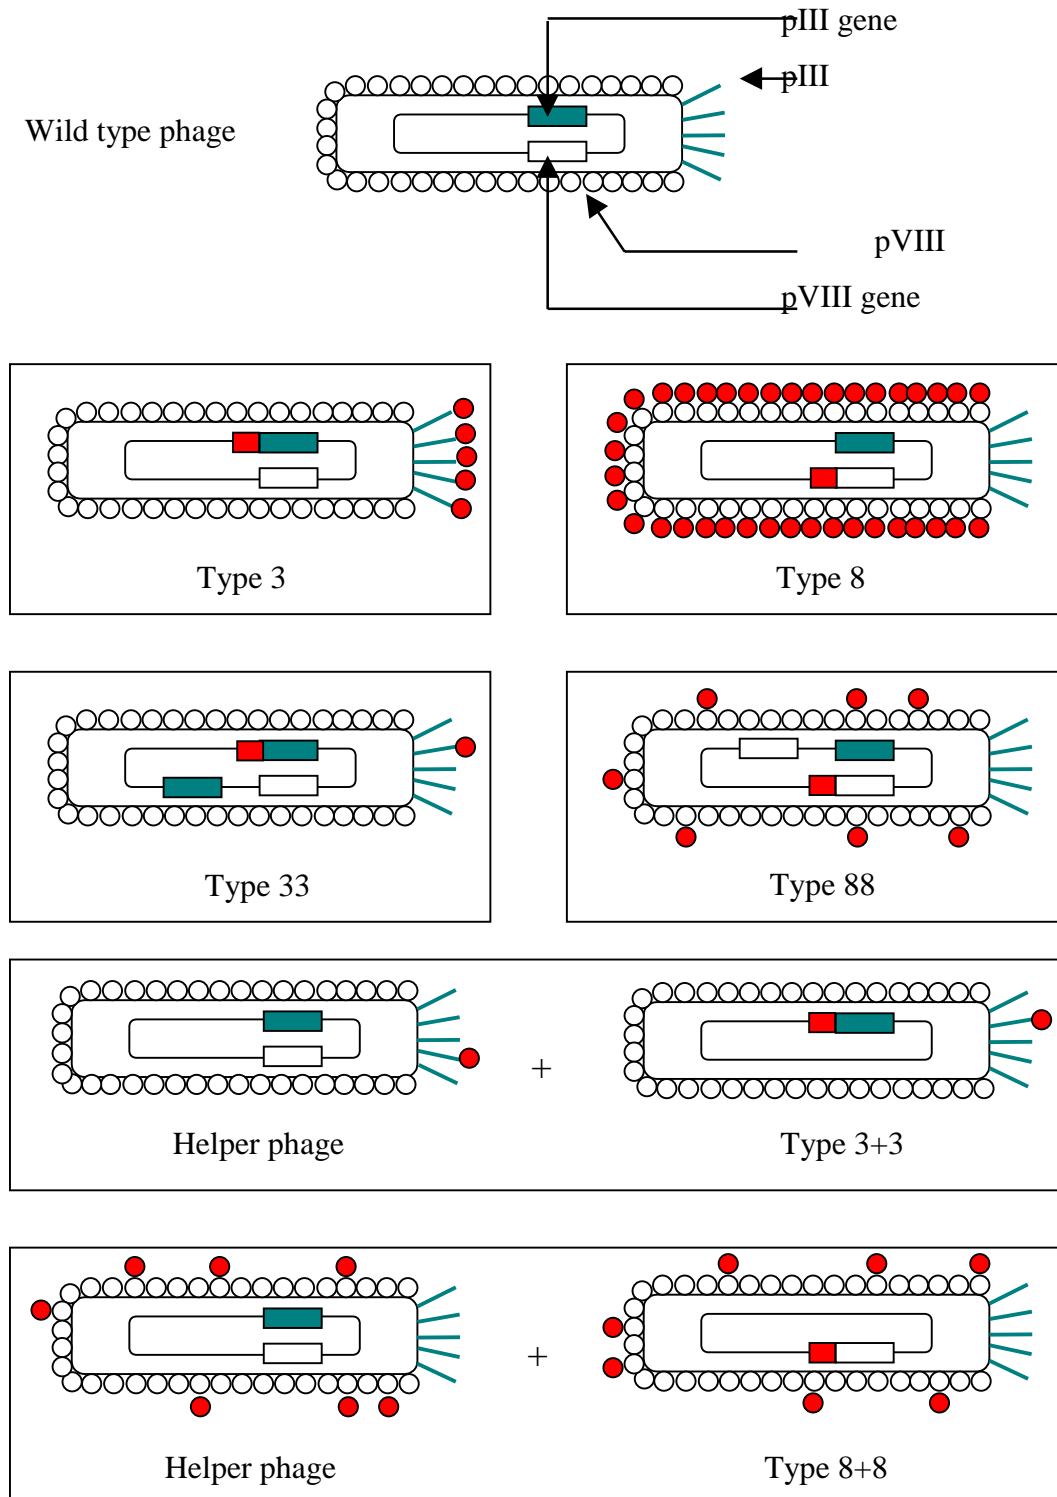 pIII gene
pIII
Wild type phage
pVIII
pVIII gene
Type 3
Type 8
Type 33
Type 88
+
Helper phage
Type 3+3
+
Helper phage
Type 8+8